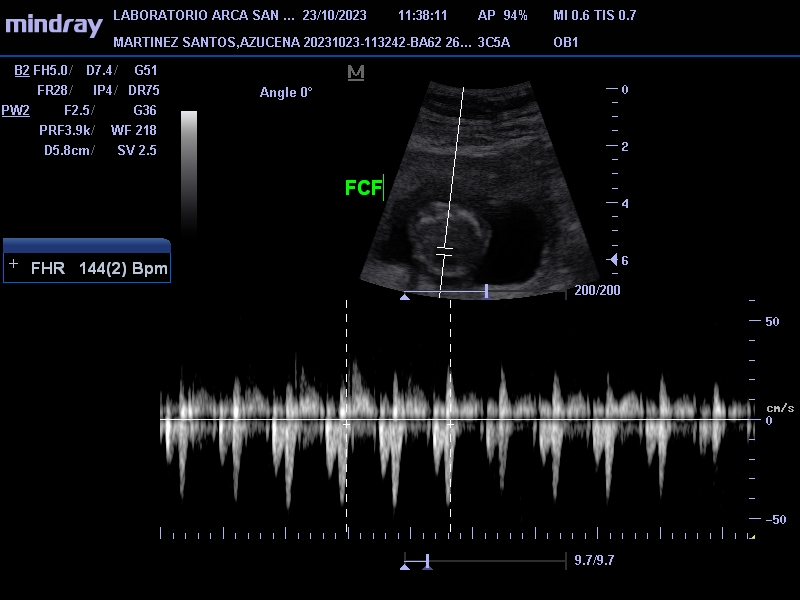 mindray
LABORATORIO ARCA SAN ... 23/10/2023 11:38:11 AP 94% MI 0.6 TIS 0.7
MARTINEZ SANTOS,AZUCENA 20231023-113242-BA62 26... 3C5A OB1
B2 FH5.0/ D7.4/ G51
FR28/ IP4/ DR75
PW2 F2.5/ G36
PRF3.9k/ WF 218
D5.8cm/ SV 2.5
M
Angle 0°
0
2
4
6
FCF
+ FHR 144(2) Bpm
200/200
50
cm/s
0
-50
9.7/9.7